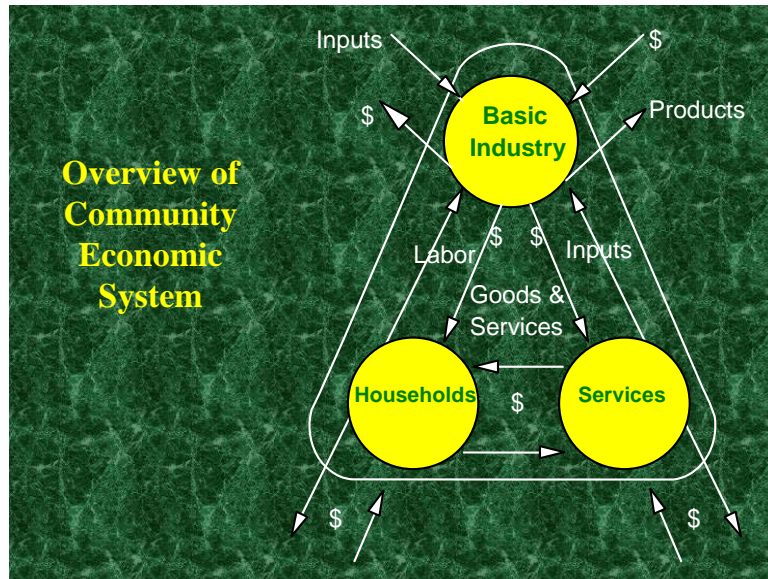 Overview of
Community
Economic
System
Inputs
$
$
Products
Basic
Industry
Labor
$
$
Inputs
Goods &
Services
Households
$
Services
$
$